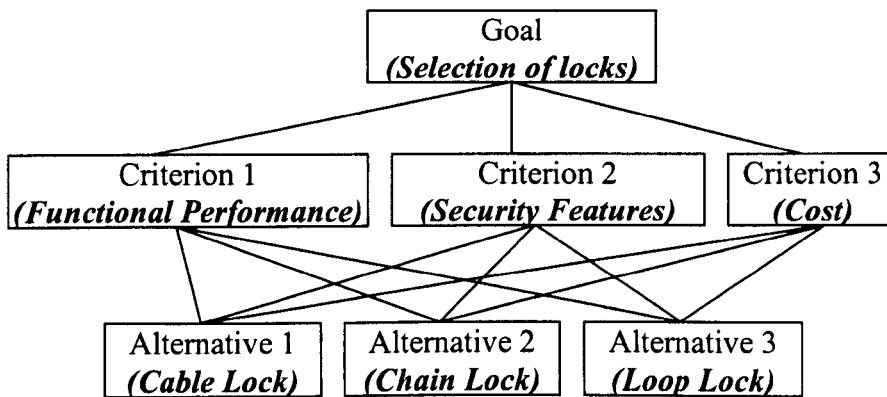 Goal
(Selection of locks)
Criterion 1
(Functional Performance)
Criterion 2
(Security Features)
Criterion 3
(Cost)
Alternative 1
(Cable Lock)
Alternative 2
(Chain Lock)
Alternative 3
(Loop Lock)